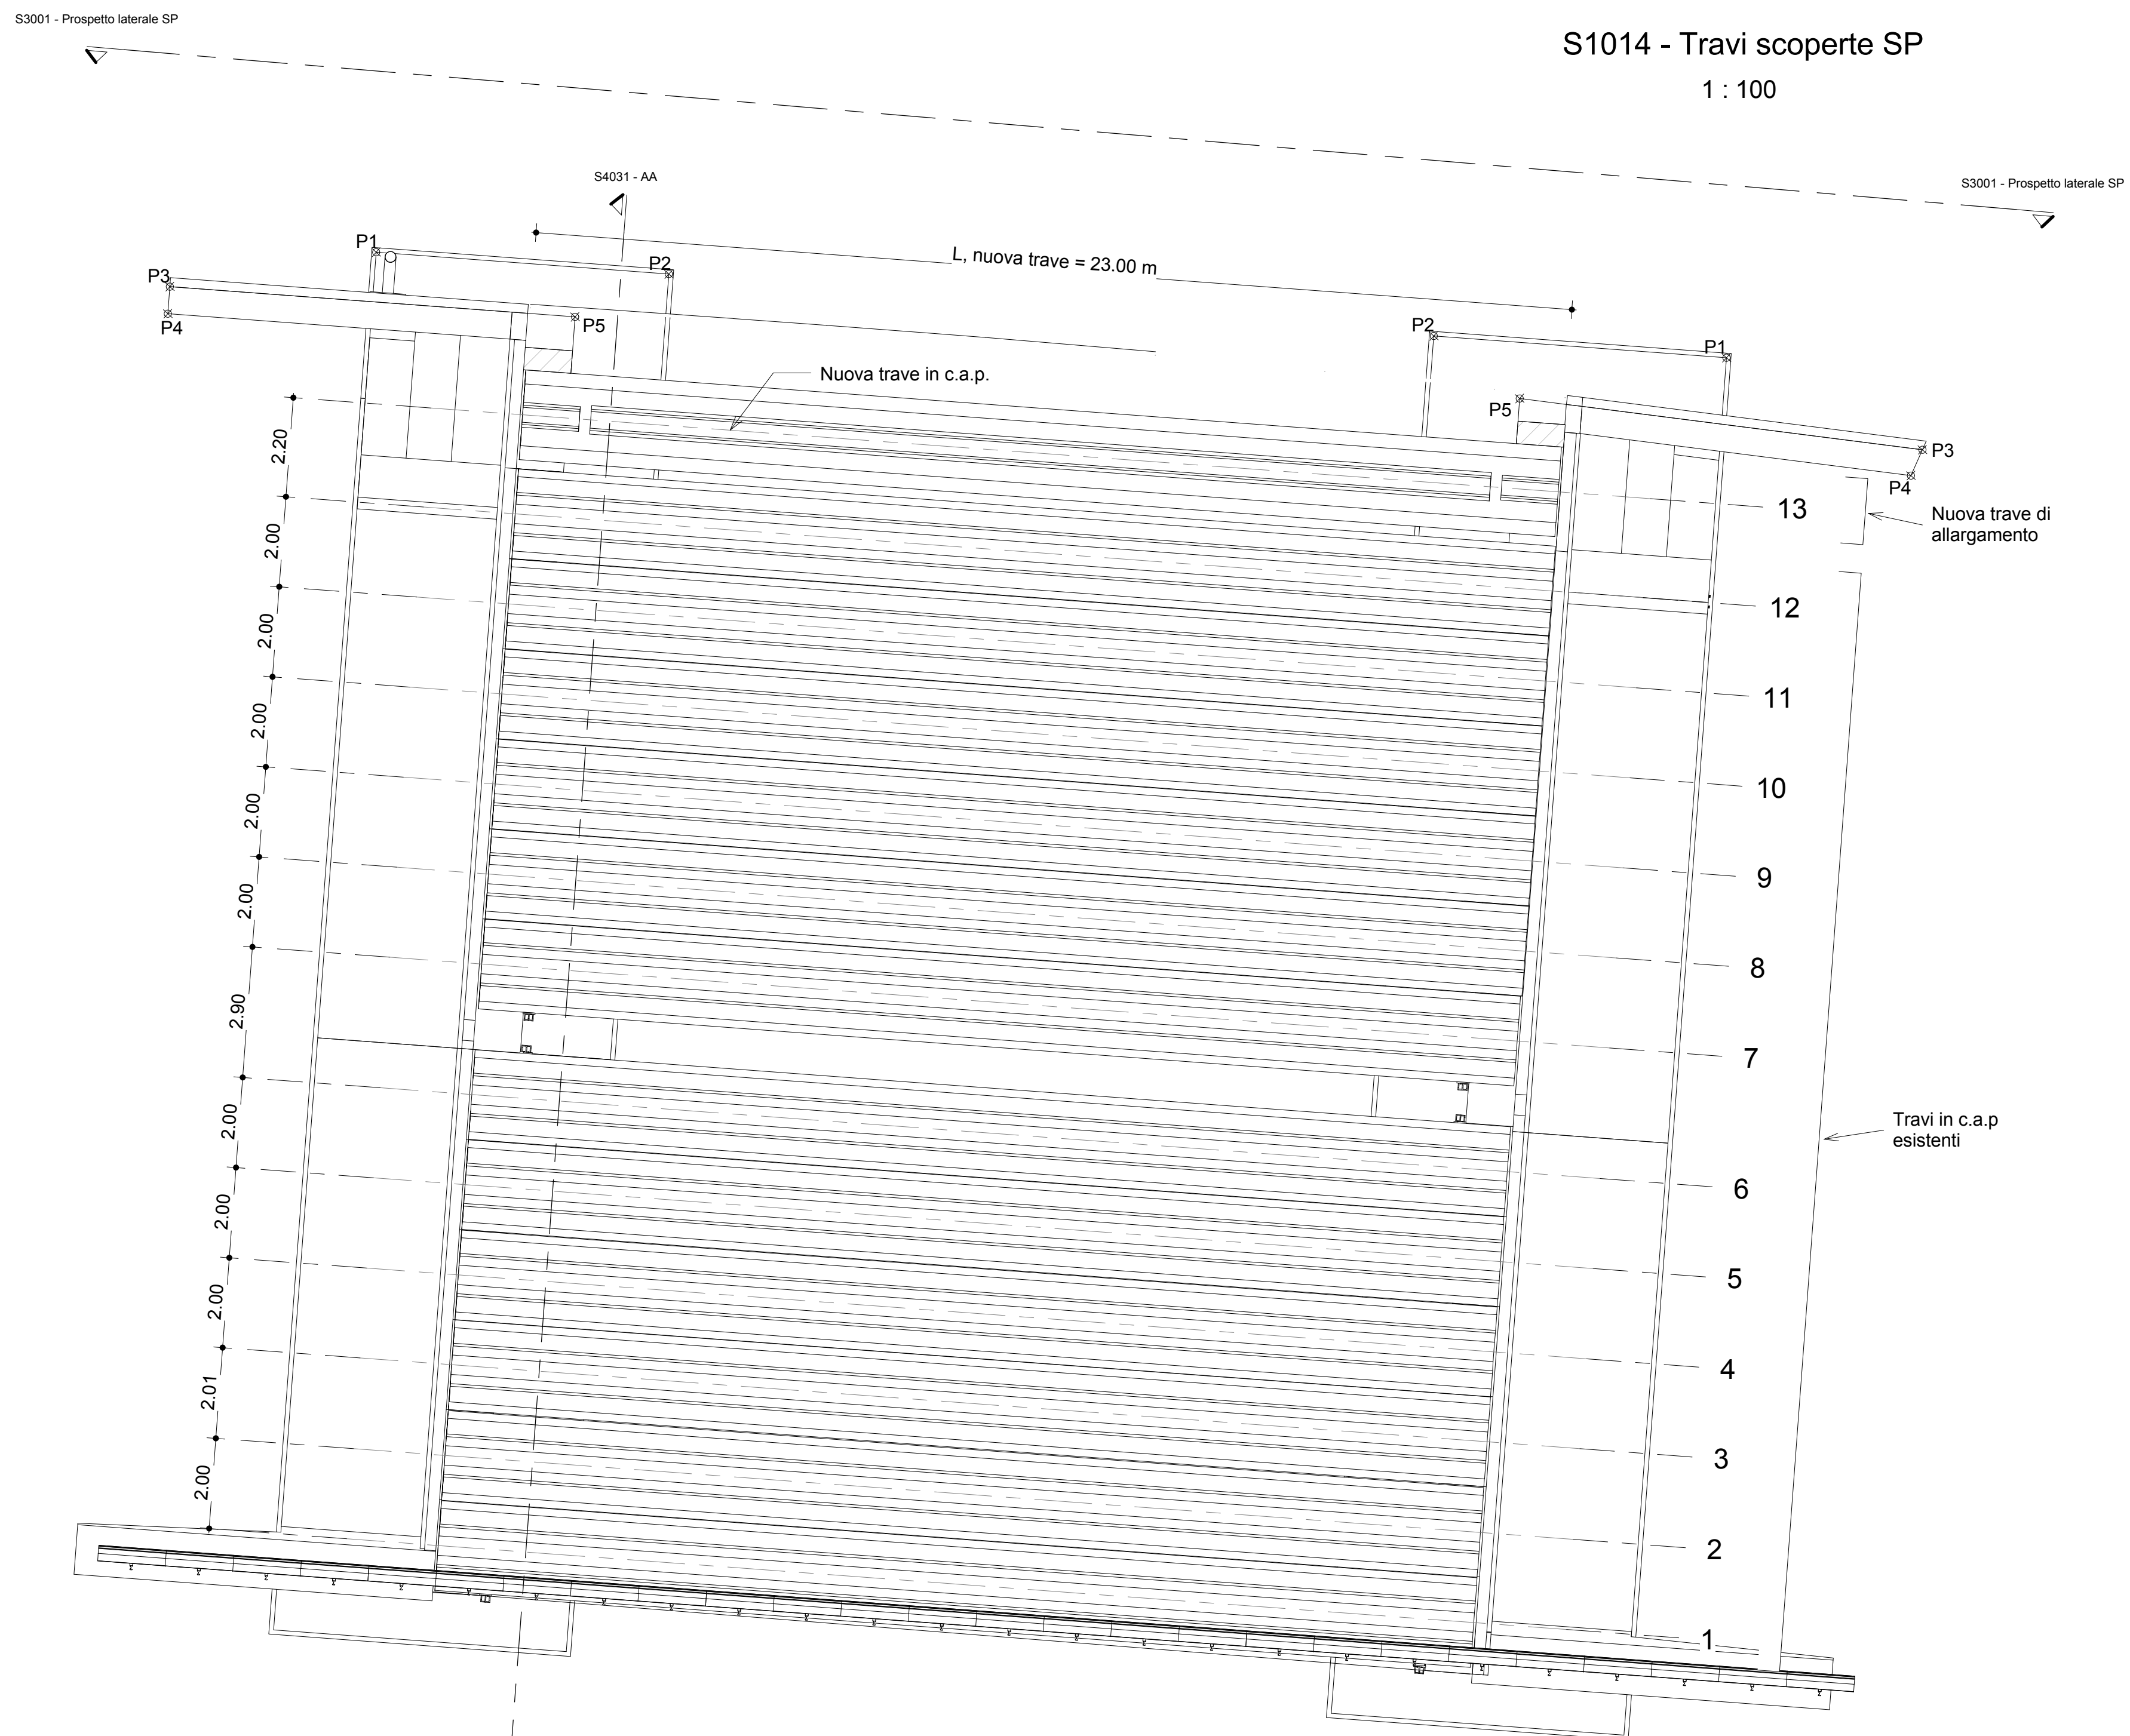 S3001 - Prospetto laterale SP
S1014 - Travi scoperte SP
1 : 100
S4031 - AA
S3001 - Prospetto laterale SP
P1
P2
L, nuova trave = 23.00 m
P3
P4
P5
P2
P1
Nuova trave in c.a.p.
P5
P3
P4
2.20
2.00
2.00
2.00
2.00
2.00
2.90
2.00
2.00
2.00
2.01
2.00
13
Nuova trave di
allargamento
12
11
10
9
8
7
Travi in c.a.p
esistenti
6
5
4
3
2
1